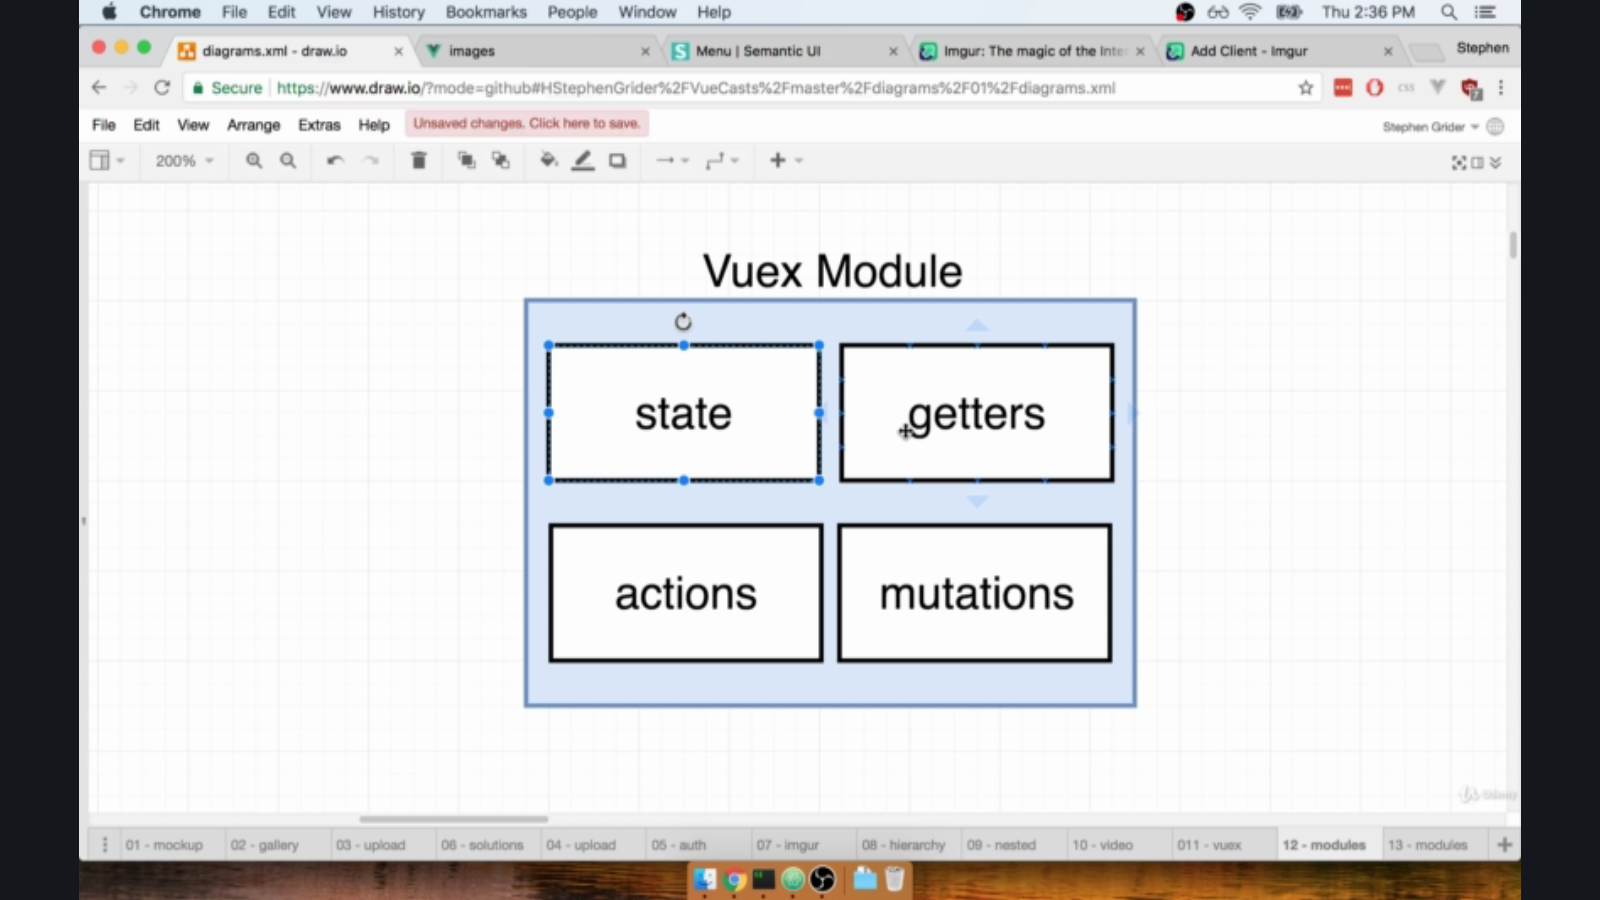 Chrome File Edit View History Bookmarks People Window Help Thu 2:36 PM
diagrams.xml - draw.io images Menu | Semantic UI Imgur: The magic of the Inter Add Client - Imgur Stephen
Secure https://www.draw.io/?mode=github#HStephenGrider%2FVueCasts%2Fmaster%2Fdiagrams%2F01%2Fdiagrams.xml
File Edit View Arrange Extras Help Unsaved changes. Click here to save. Stephen Grider
200%
Vuex Module
state getters
actions mutations
01 - mockup 02 - gallery 03 - upload 06 - solutions 04 - upload 05 - auth 07 - imgur 08 - hierarchy 09 - nested 10 - video 011 - vuex 12 - modules 13 - modules